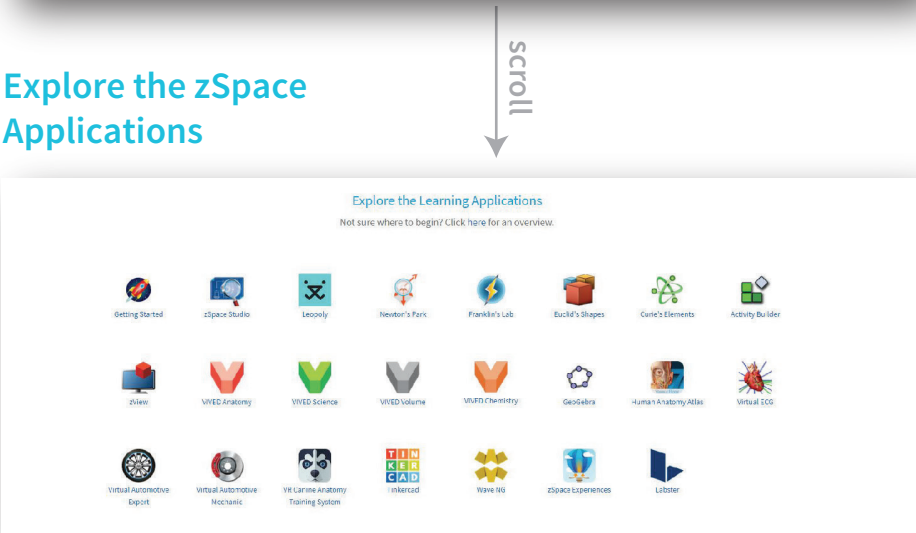 scroll
Explore the zSpace
Applications
Explore the Learning Applications
Not sure where to begin? Click here for an overview.
Getting Started
zSpace Studio
Leopoly
Newton's Park
Franklin's Lab
Euclid's Shapes
Curie's Elements
Activity Builder
zView
VIVED Anatomy
VIVED Science
VIVED Volume
VIVED Chemistry
GeoGebra
Human Anatomy Atlas
Virtual ECG
TIN
KER
CAD
Virtual Automotive
Expert
Virtual Automotive
Mechanic
VR Canine Anatomy
Training System
Tinkercad
Wave NG
zSpace Experiences
Labster